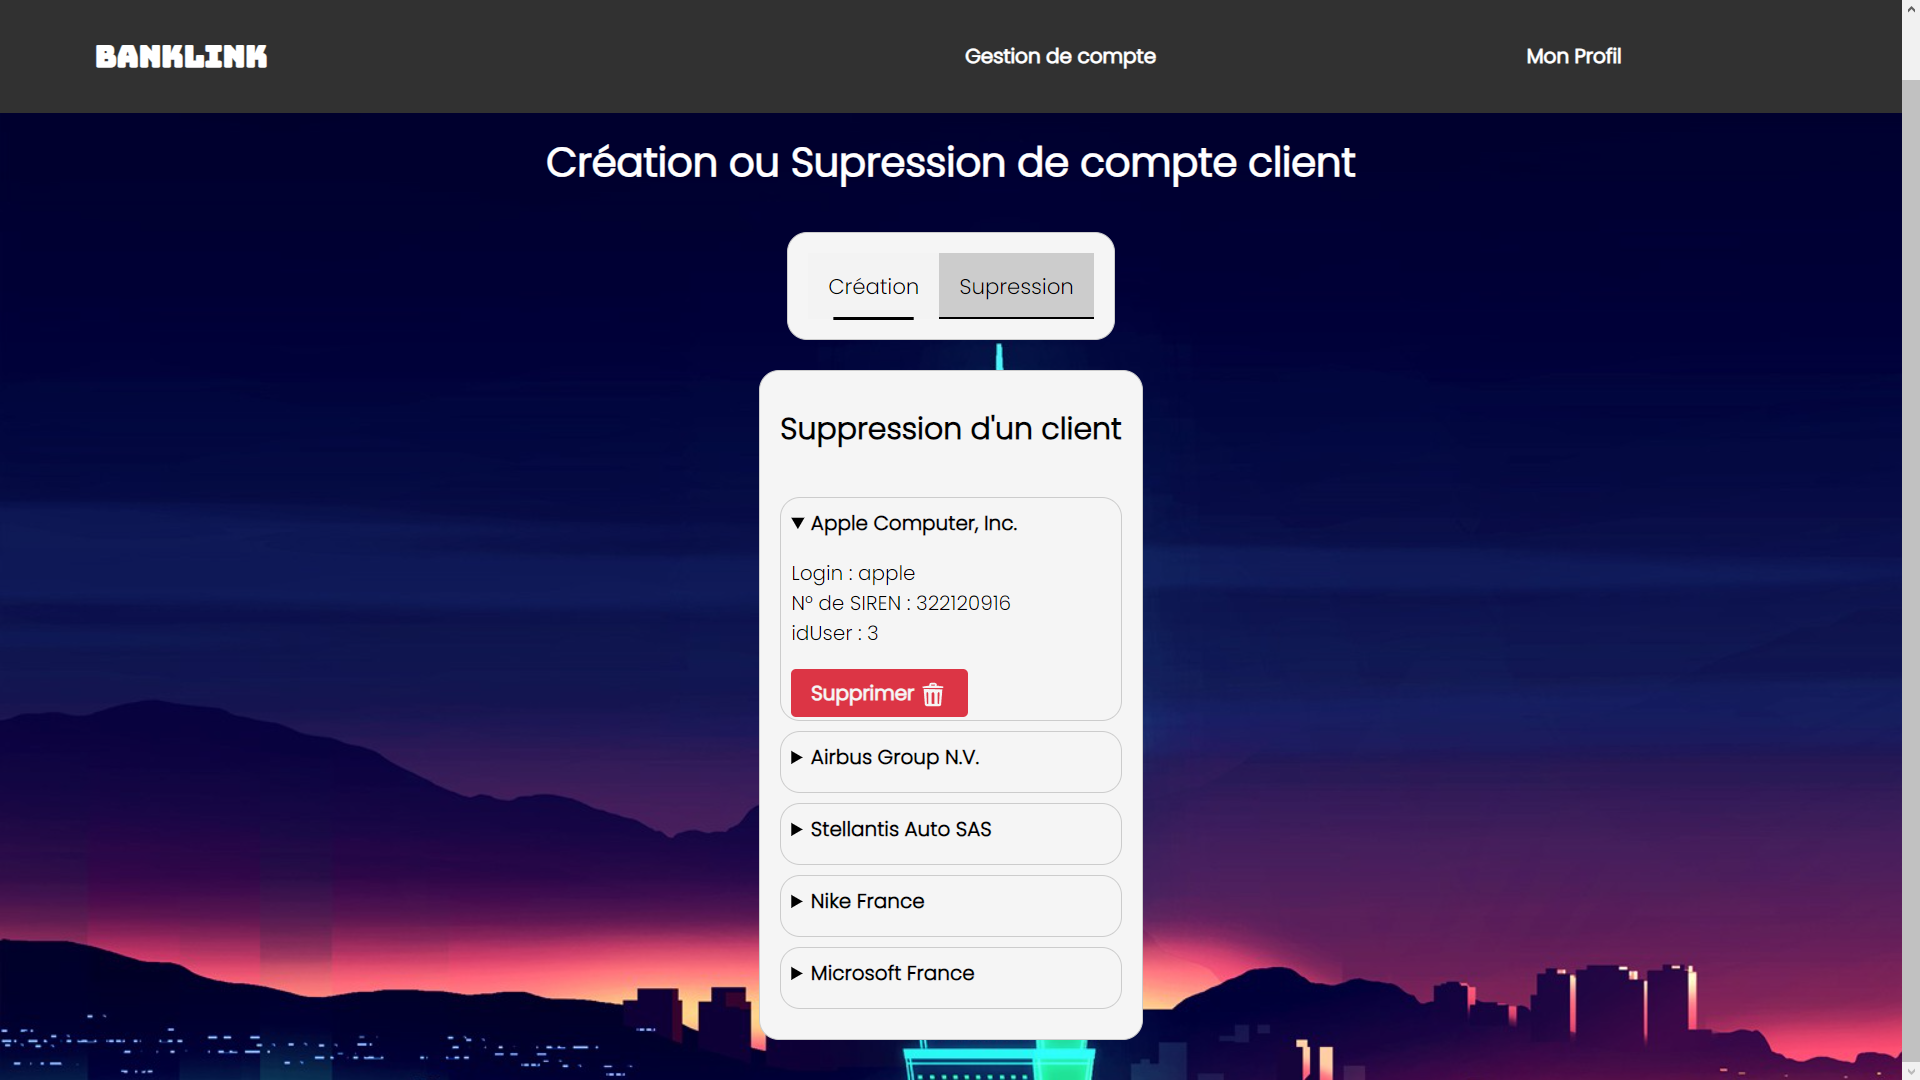 BANKLINK
Gestion de compte
Mon Profil
Création ou Supression de compte client
Création
Supression
Suppression d'un client
Apple Computer, Inc.
Login : apple
N° de SIREN : 322120916
idUser : 3
Supprimer
Airbus Group N.V.
Stellantis Auto SAS
Nike France
Microsoft France